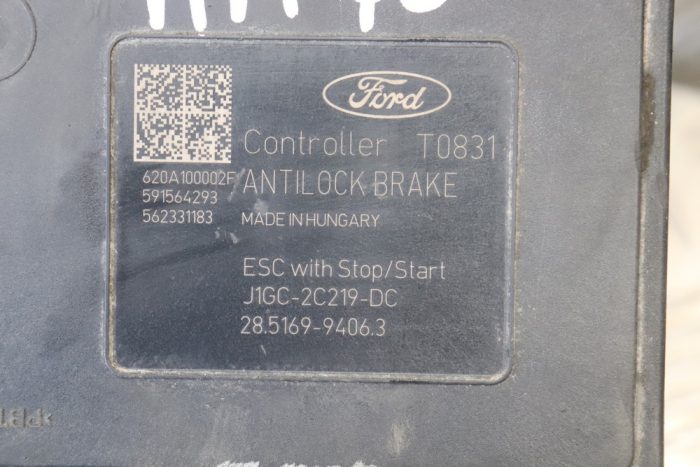 Ford
Controller T0831
620A100002F
ANTILOCK BRAKE
591564293
562331183
MADE IN HUNGARY
ESC with Stop/Start
J1GC-2C219-DC
28.5169-9406.3